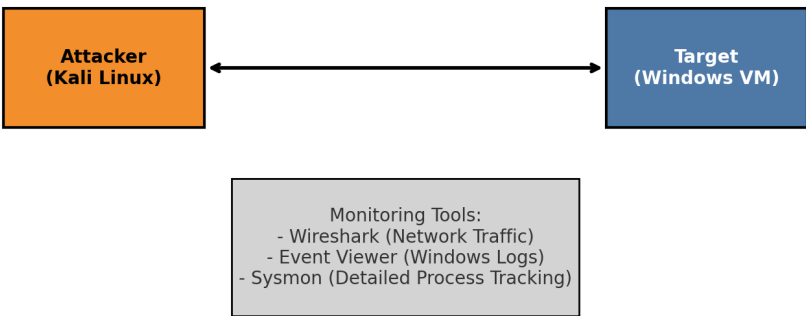 Attacker
(Kali Linux)
Target
(Windows VM)
Monitoring Tools:
- Wireshark (Network Traffic)
- Event Viewer (Windows Logs)
- Sysmon (Detailed Process Tracking)